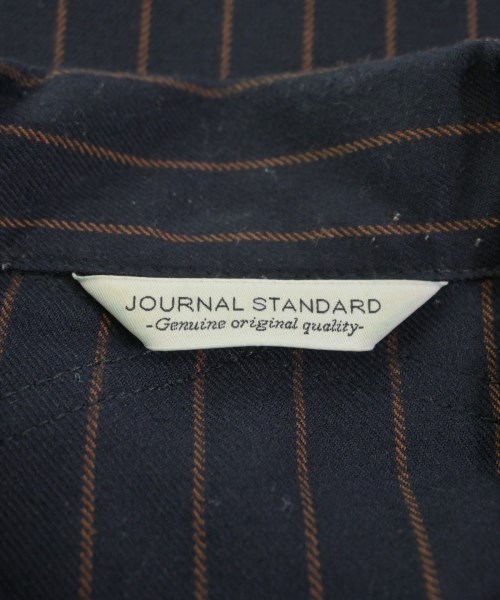 JOURNAL STANDARD
-Genuine original quality-